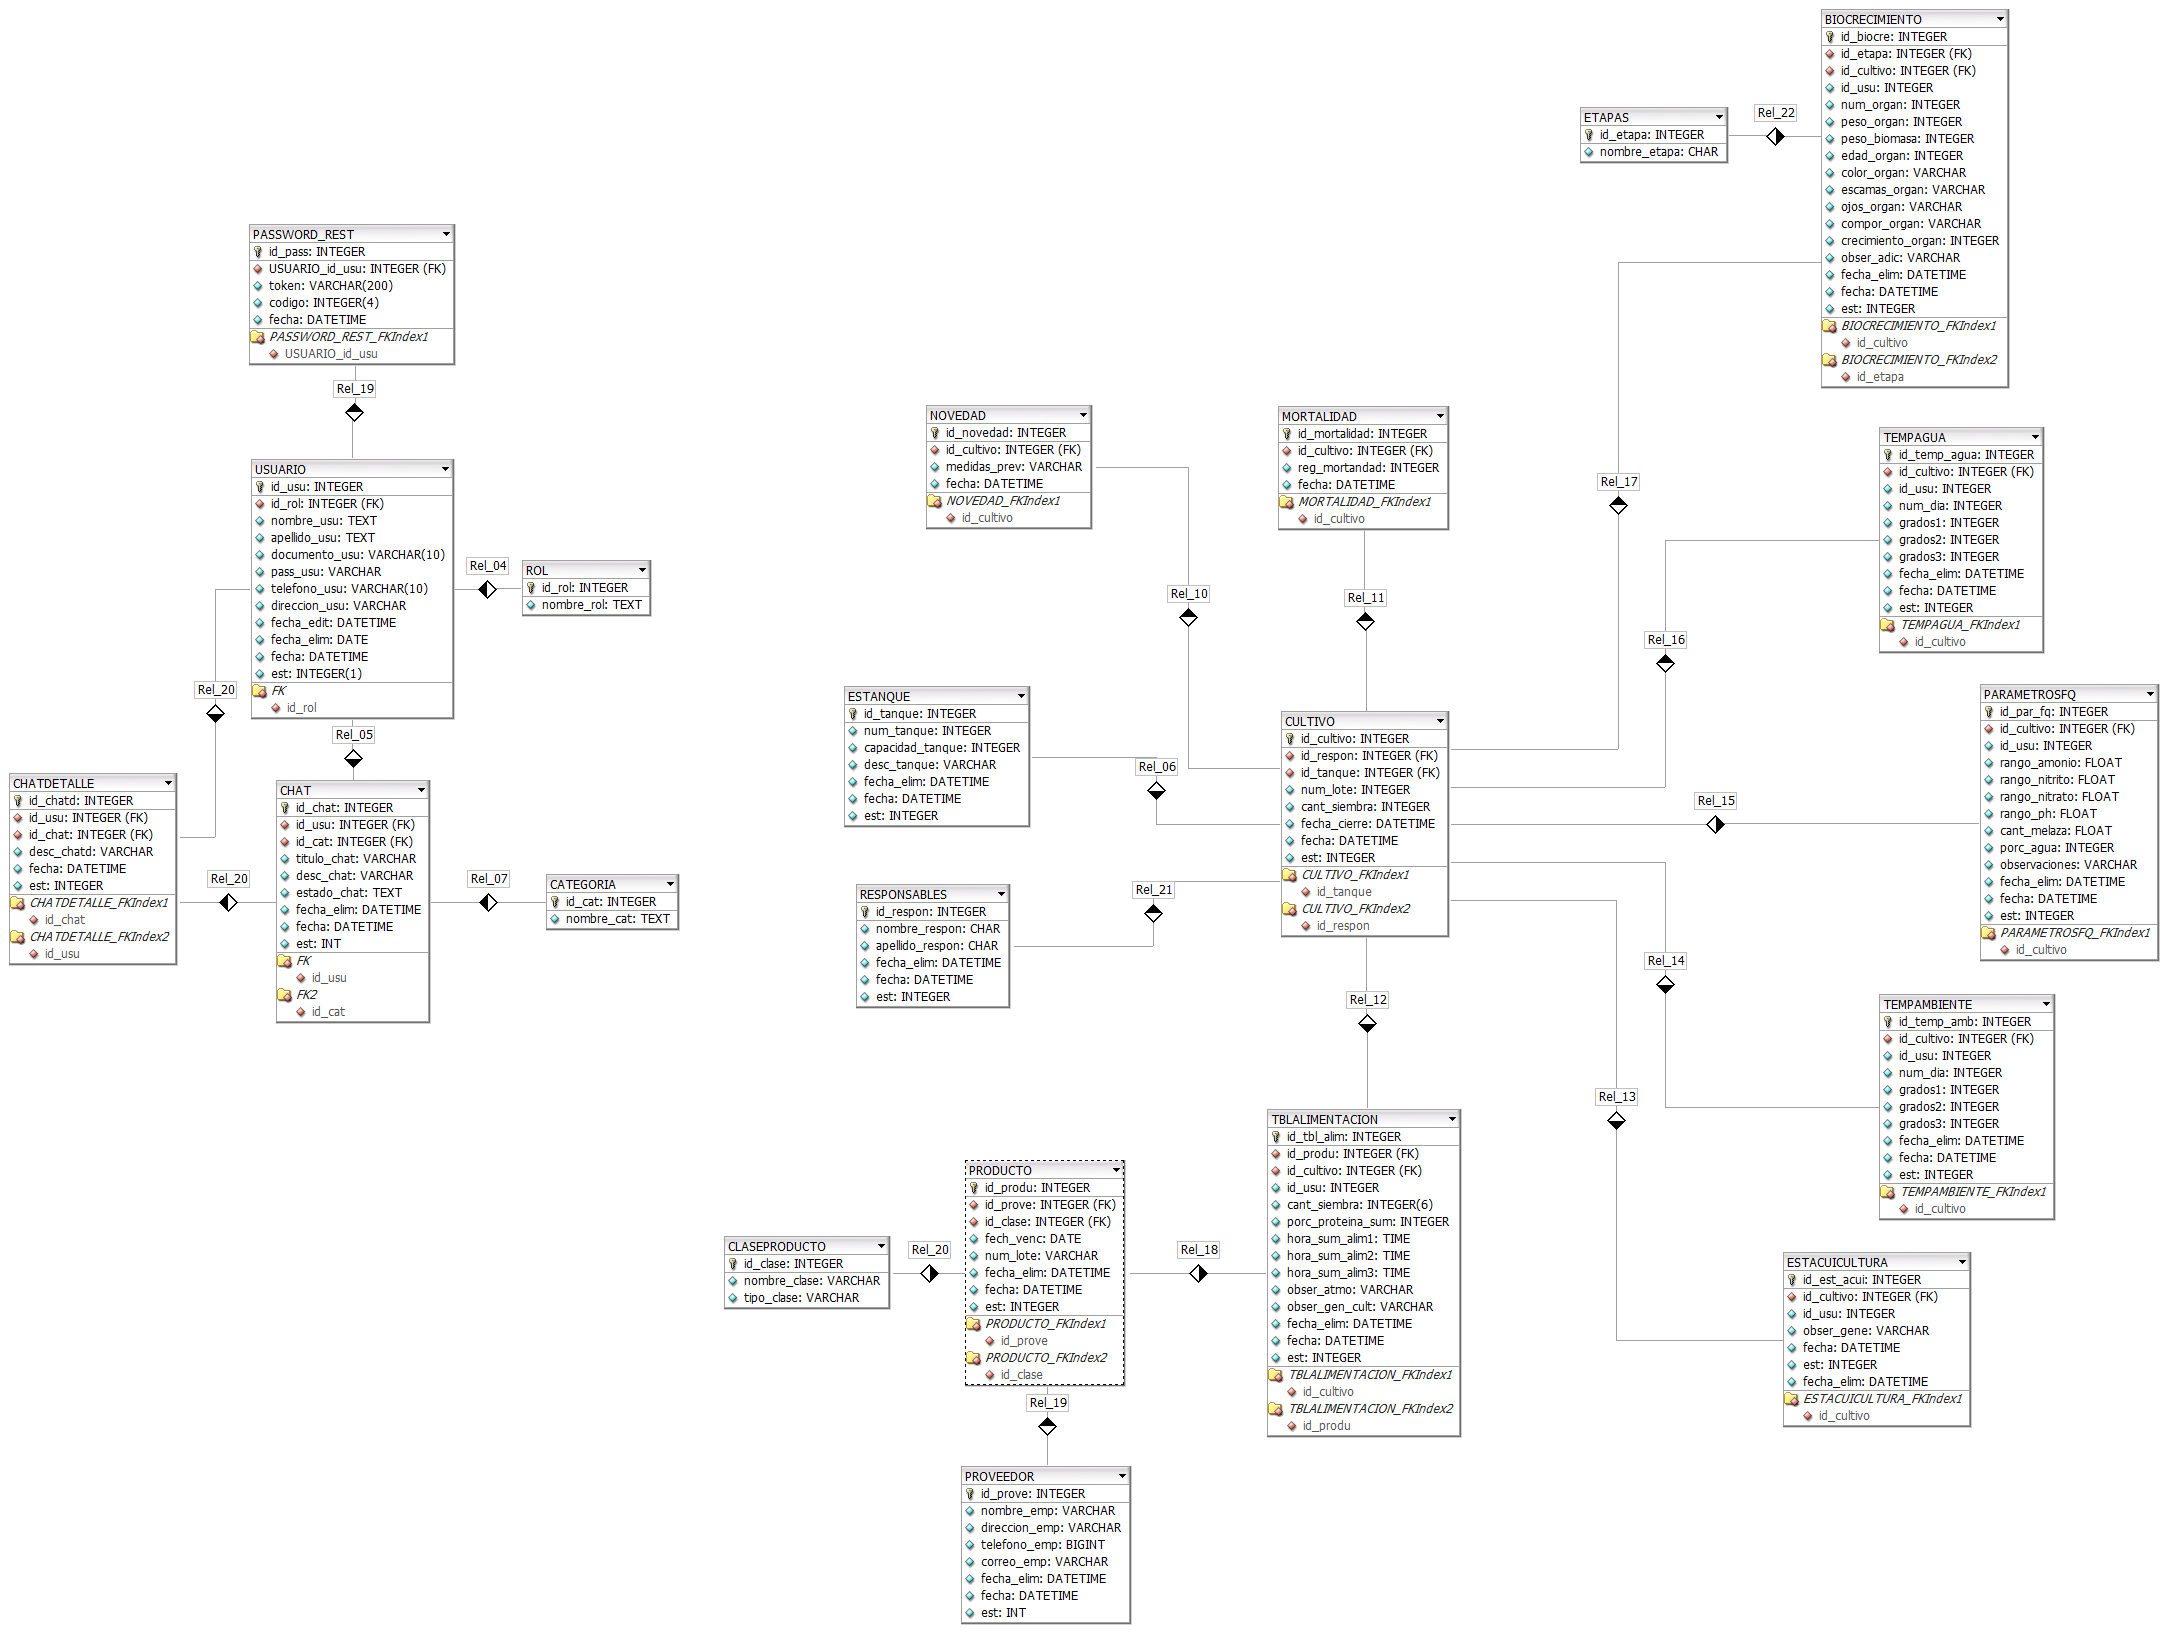 BIOCRECIMIENTO
id_biocre: INTEGER
id_etapa: INTEGER (FK)
id_cultivo: INTEGER (FK)
id_usu: INTEGER
num_organ: INTEGER
peso_organ: INTEGER
peso_biomasa: INTEGER
edad_organ: INTEGER
color_organ: VARCHAR
escamas_organ: VARCHAR
ojos_organ: VARCHAR
compor_organ: VARCHAR
crecimiento_organ: INTEGER
obser_adic: VARCHAR
fecha_elim: DATETIME
fecha: DATETIME
est: INTEGER
BIOCRECIMIENTO_FKIndex1
id_cultivo
BIOCRECIMIENTO_FKIndex2
id_etapa
Rel_22
ETAPAS
id_etapa: INTEGER
nombre_etapa: CHAR
PASSWORD_REST
id_pass: INTEGER
USUARIO_id_usu: INTEGER (FK)
token: VARCHAR(200)
codigo: INTEGER(4)
fecha: DATETIME
PASSWORD_REST_FKIndex1
USUARIO_id_usu
Rel_19
USUARIO
id_usu: INTEGER
id_rol: INTEGER (FK)
nombre_usu: TEXT
apellido_usu: TEXT
documento_usu: VARCHAR(10)
pass_usu: VARCHAR
telefono_usu: VARCHAR(10)
direccion_usu: VARCHAR
fecha_edit: DATETIME
fecha_elim: DATE
fecha: DATETIME
est: INTEGER(1)
FK
id_rol
Rel_04
ROL
id_rol: INTEGER
nombre_rol: TEXT
Rel_20
Rel_05
CHATDETALLE
id_chatd: INTEGER
id_usu: INTEGER (FK)
id_chat: INTEGER (FK)
desc_chatd: VARCHAR
fecha: DATETIME
est: INTEGER
CHATDETALLE_FKIndex1
id_chat
CHATDETALLE_FKIndex2
id_usu
Rel_20
CHAT
id_chat: INTEGER
id_usu: INTEGER (FK)
id_cat: INTEGER (FK)
titulo_chat: VARCHAR
desc_chat: VARCHAR
estado_chat: TEXT
fecha_elim: DATETIME
fecha: DATETIME
est: INT
FK
id_usu
FK2
id_cat
Rel_07
CATEGORIA
id_cat: INTEGER
nombre_cat: TEXT
NOVEDAD
id_novedad: INTEGER
id_cultivo: INTEGER (FK)
medidas_prev: VARCHAR
fecha: DATETIME
NOVEDAD_FKIndex1
id_cultivo
Rel_10
MORTALIDAD
id_mortalidad: INTEGER
id_cultivo: INTEGER (FK)
reg_mortandad: INTEGER
fecha: DATETIME
MORTALIDAD_FKIndex1
id_cultivo
Rel_11
Rel_17
TEMPAGUA
id_temp_agua: INTEGER
id_cultivo: INTEGER (FK)
id_usu: INTEGER
num_dia: INTEGER
grados1: INTEGER
grados2: INTEGER
grados3: INTEGER
fecha_elim: DATETIME
fecha: DATETIME
est: INTEGER
TEMPAGUA_FKIndex1
id_cultivo
Rel_16
ESTANQUE
id_tanque: INTEGER
num_tanque: INTEGER
capacidad_tanque: INTEGER
desc_tanque: VARCHAR
fecha_elim: DATETIME
fecha: DATETIME
est: INTEGER
Rel_06
CULTIVO
id_cultivo: INTEGER
id_respon: INTEGER (FK)
id_tanque: INTEGER (FK)
num_lote: INTEGER
cant_siembra: INTEGER
fecha_cierre: DATETIME
fecha: DATETIME
est: INTEGER
CULTIVO_FKIndex1
id_tanque
CULTIVO_FKIndex2
id_respon
Rel_15
PARAMETROSFQ
id_par_fq: INTEGER
id_cultivo: INTEGER (FK)
id_usu: INTEGER
rango_amonio: FLOAT
rango_nitrito: FLOAT
rango_nitrato: FLOAT
rango_ph: FLOAT
cant_melaza: FLOAT
porc_agua: INTEGER
observaciones: VARCHAR
fecha_elim: DATETIME
fecha: DATETIME
est: INTEGER
PARAMETROSFQ_FKIndex1
id_cultivo
RESPONSABLES
id_respon: INTEGER
nombre_respon: CHAR
apellido_respon: CHAR
fecha_elim: DATETIME
fecha: DATETIME
est: INTEGER
Rel_21
Rel_12
Rel_14
TEMPAMBIENTE
id_temp_amb: INTEGER
id_cultivo: INTEGER (FK)
id_usu: INTEGER
num_dia: INTEGER
grados1: INTEGER
grados2: INTEGER
grados3: INTEGER
fecha_elim: DATETIME
fecha: DATETIME
est: INTEGER
TEMPAMBIENTE_FKIndex1
id_cultivo
Rel_13
TBLALIMENTACION
id_tbl_alim: INTEGER
id_produ: INTEGER (FK)
id_cultivo: INTEGER (FK)
id_usu: INTEGER
cant_siembra: INTEGER(6)
porc_proteina_sum: INTEGER
hora_sum_alim1: TIME
hora_sum_alim2: TIME
hora_sum_alim3: TIME
obser_atmo: VARCHAR
obser_gen_cult: VARCHAR
fecha_elim: DATETIME
fecha: DATETIME
est: INTEGER
TBLALIMENTACION_FKIndex1
id_cultivo
TBLALIMENTACION_FKIndex2
id_produ
PRODUCTO
id_produ: INTEGER
id_prove: INTEGER (FK)
id_clase: INTEGER (FK)
fech_venc: DATE
num_lote: VARCHAR
fecha_elim: DATETIME
fecha: DATETIME
est: INTEGER
PRODUCTO_FKIndex1
id_prove
PRODUCTO_FKIndex2
id_clase
Rel_18
CLASEPRODUCTO
id_clase: INTEGER
nombre_clase: VARCHAR
tipo_clase: VARCHAR
Rel_20
ESTACUICULTURA
id_est_acui: INTEGER
id_cultivo: INTEGER (FK)
id_usu: INTEGER
obser_gene: VARCHAR
fecha: DATETIME
est: INTEGER
fecha_elim: DATETIME
ESTACUICULTURA_FKIndex1
id_cultivo
Rel_19
PROVEEDOR
id_prove: INTEGER
nombre_emp: VARCHAR
direccion_emp: VARCHAR
telefono_emp: BIGINT
correo_emp: VARCHAR
fecha_elim: DATETIME
fecha: DATETIME
est: INT